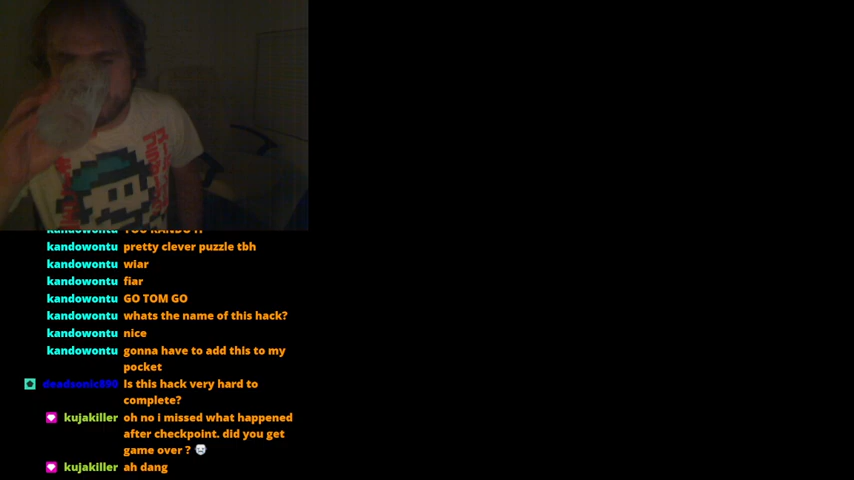 kandowontu
kandowontu pretty clever puzzle tbh
kandowontu wiar
kandowontu fiar
kandowontu GO TOM GO
kandowontu whats the name of this hack?
kandowontu nice
kandowontu gonna have to add this to my
pocket
deadsonic890 Is this hack very hard to
complete?
kujakiller oh no i missed what happened
after checkpoint. did you get
game over ?
kujakiller ah dang